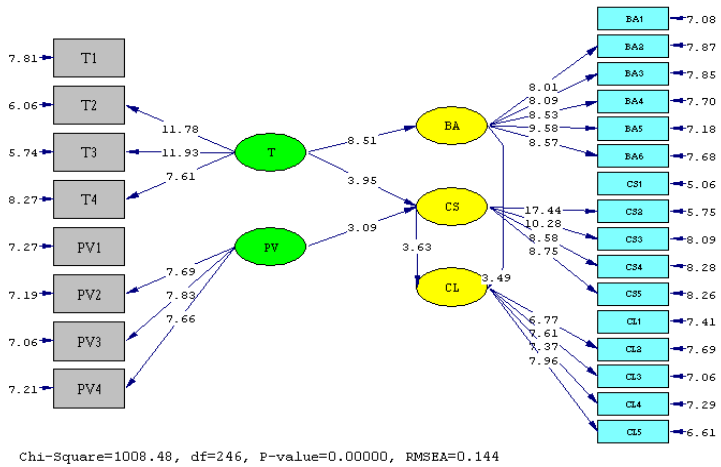 7.81 T1
6.06 T2
5.74 T3
8.27 T4
7.27 PV1
7.19 PV2
7.06 PV3
7.21 PV4
11.78
11.93
7.61
7.69
7.83
7.66
T
PV
8.51
3.95
3.09
BA
CS
CL
3.63
3.49
8.01
8.09
8.53
9.58
8.57
17.44
10.28
8.58
8.75
6.77
7.61
7.37
7.96
BA1 7.08
BA2 7.87
BA3 7.85
BA4 7.70
BA5 7.18
BA6 7.68
CS1 5.06
CS2 5.75
CS3 8.09
CS4 8.28
CS5 8.26
CL1 7.41
CL2 7.69
CL3 7.06
CL4 7.29
CL5 6.61
Chi-Square=1008.48, df=246, P-value=0.00000, RMSEA=0.144